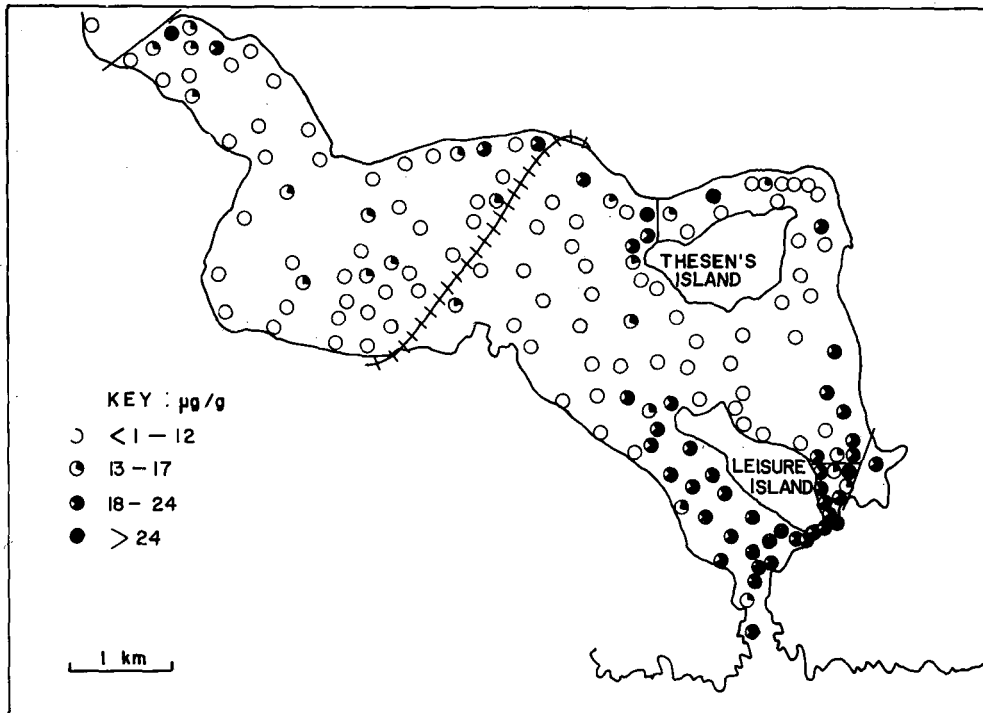 THESEN'S
ISLAND
KEY : µg/g
< 1 – 12
13 – 17
18 – 24
> 24
LEISURE
ISLAND
1 km